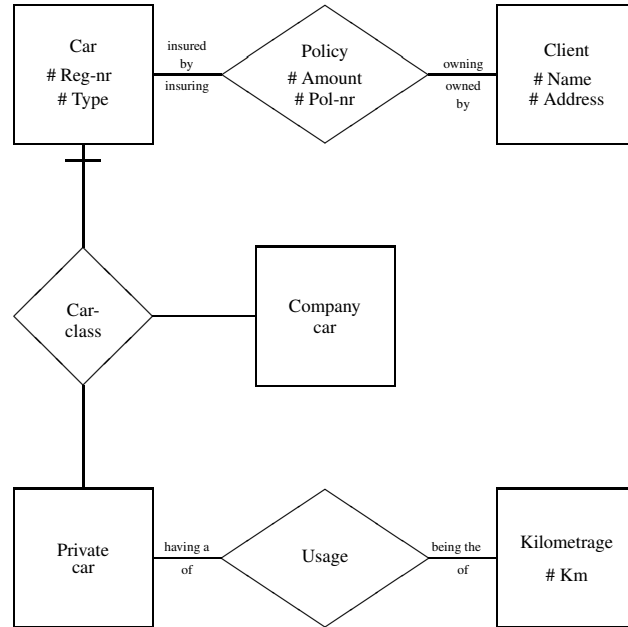 Car
# Reg-nr
# Type
insured
by
insuring
Policy
# Amount
# Pol-nr
owning
owned
by
Client
# Name
# Address
Car-
class
Company
car
Private
car
having a
of
Usage
being the
of
Kilometrage
# Km